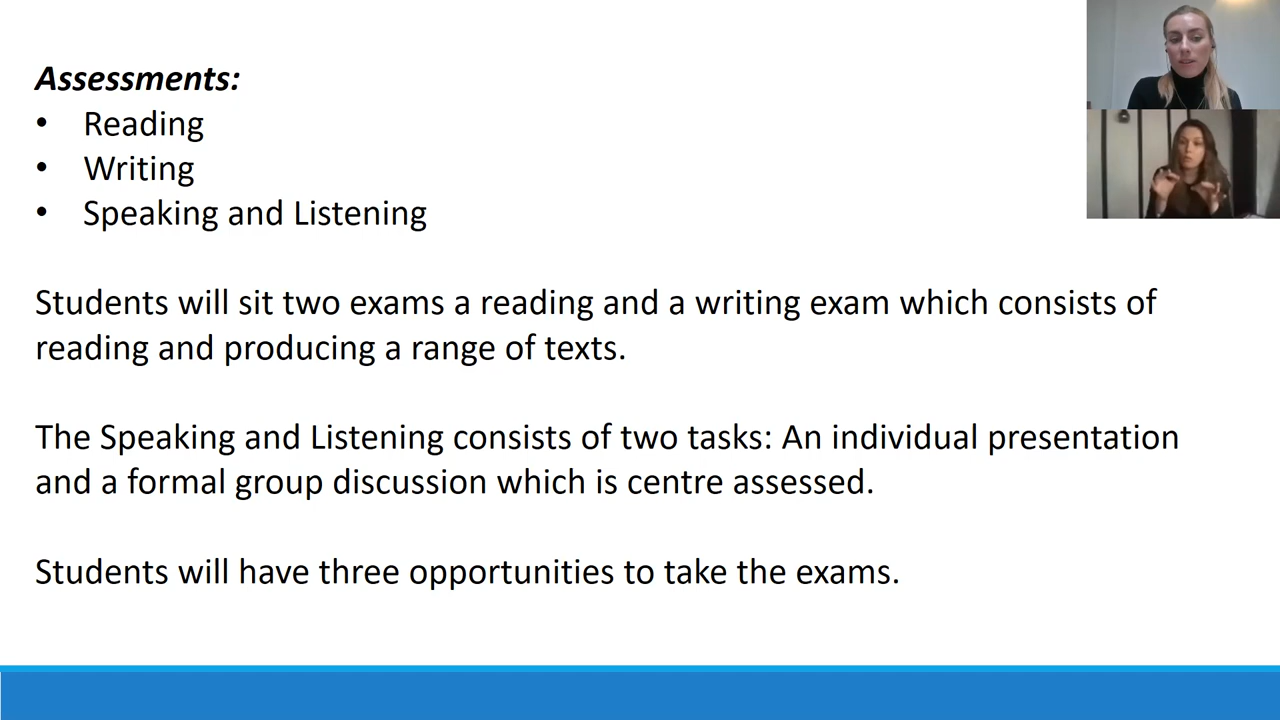 Assessments:
• Reading
• Writing
• Speaking and Listening
Students will sit two exams a reading and a writing exam which consists of
reading and producing a range of texts.
The Speaking and Listening consists of two tasks: An individual presentation
and a formal group discussion which is centre assessed.
Students will have three opportunities to take the exams.